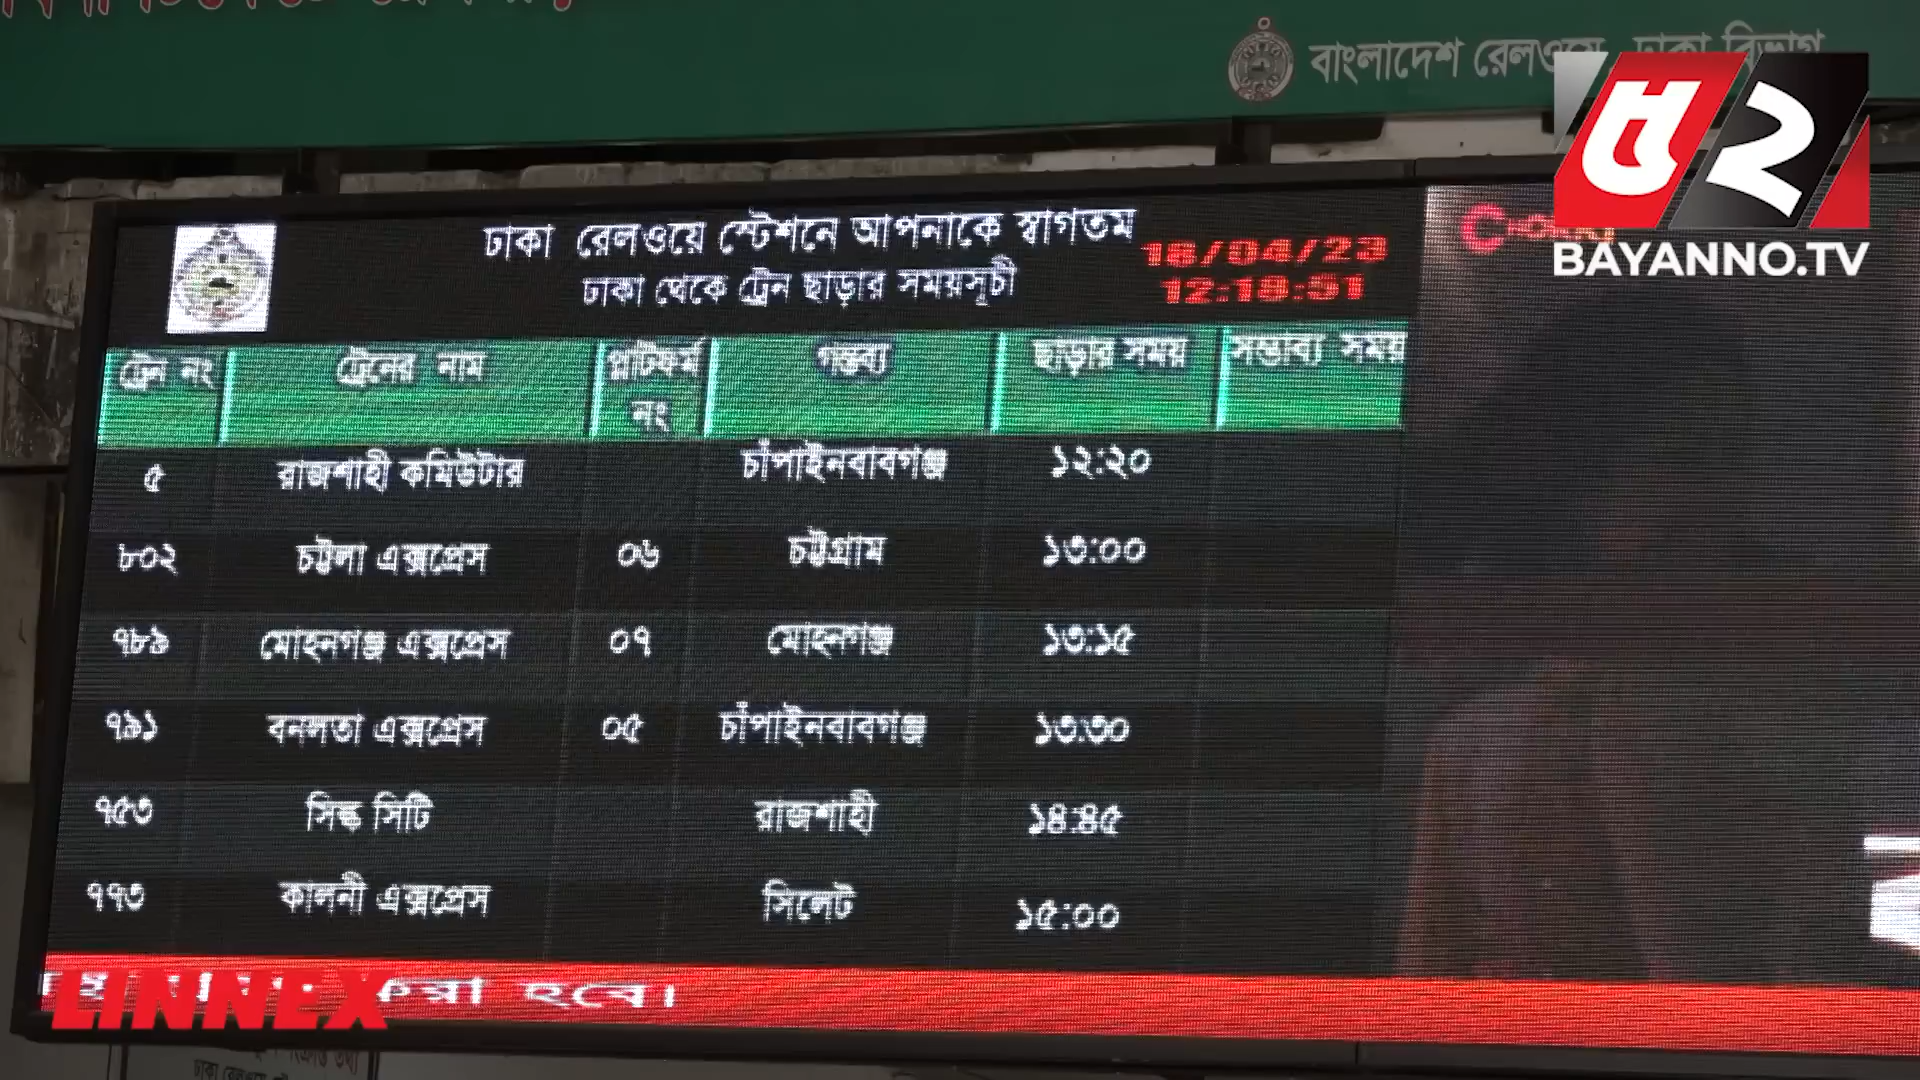 বাংলাদেশ রেলওয়ে, ঢাকা বিভাগ
৫২
BAYANNO.TV
ঢাকা রেলওয়ে স্টেশনে আপনাকে স্বাগতম
ঢাকা থেকে ট্রেন ছাড়ার সময়সূচী
18/04/23
12:18:51
ট্রেন নং ট্রেনের নাম প্লাটফর্ম নং গন্তব্য ছাড়ার সময় সম্ভাব্য সময়
৫ রাজশাহী কমিউটার চাঁপাইনবাবগঞ্জ ১২:২০
৮০২ চট্টলা এক্সপ্রেস ০৬ চট্টগ্রাম ১৩:০০
৭৮৯ মোহনগঞ্জ এক্সপ্রেস ০৭ মোহনগঞ্জ ১৩:১৫
৭৯১ বনলতা এক্সপ্রেস ০৫ চাঁপাইনবাবগঞ্জ ১৩:৩০
৭৫৩ সিল্ক সিটি রাজশাহী ১৪:৪৫
৭৭৩ কালনী এক্সপ্রেস সিলেট ১৫:০০
করা হবে।
LINNEX